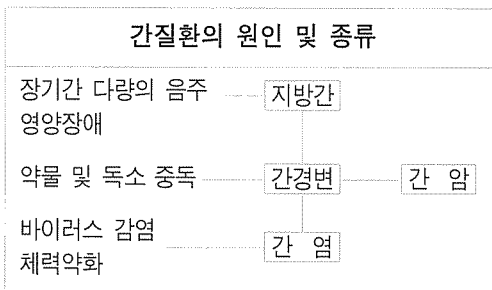 간질환의 원인 및 종류
장기간 다량의 음주 지방간
영양장애
약물 및 독소 중독 간경변 간 암
바이러스 감염
체력약화 간 염